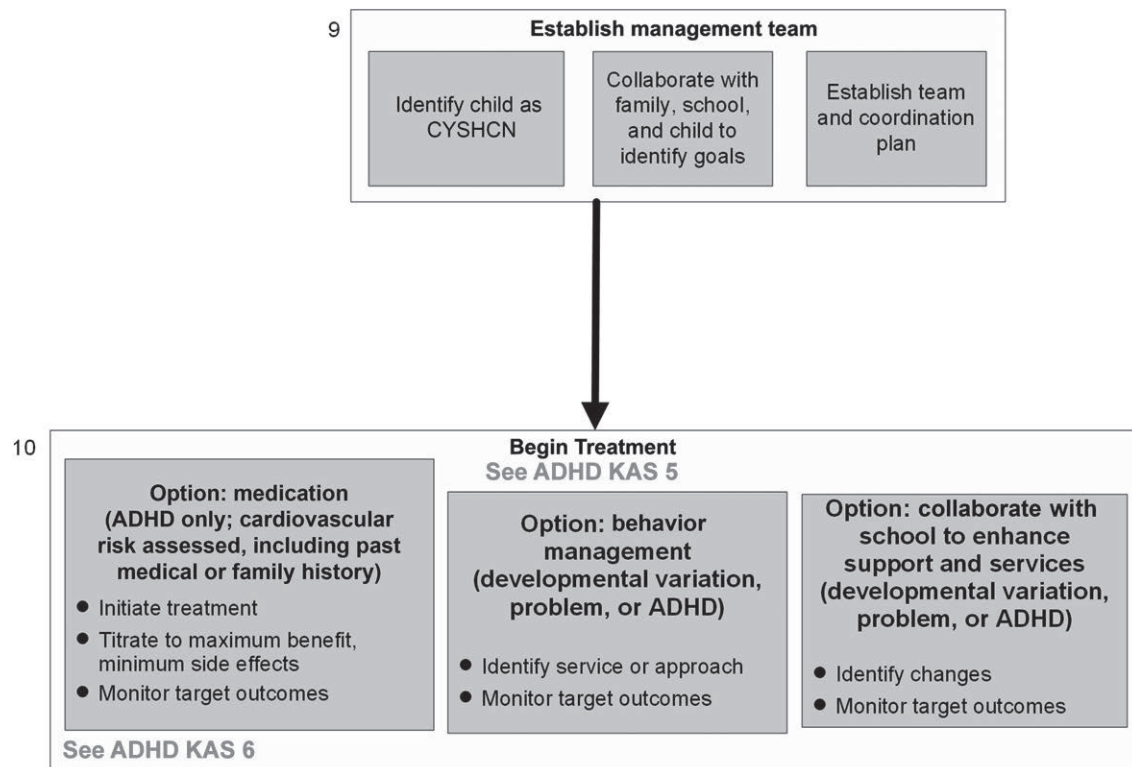 9
Establish management team
Identify child as
CYSHCN
Collaborate with
family, school,
and child to
identify goals
Establish team
and coordination
plan
10
Begin Treatment
See ADHD KAS 5
Option: medication
(ADHD only; cardiovascular
risk assessed, including past
medical or family history)
● Initiate treatment
● Titrate to maximum benefit,
minimum side effects
● Monitor target outcomes
See ADHD KAS 6
Option: behavior
management
(developmental variation,
problem, or ADHD)
● Identify service or approach
● Monitor target outcomes
Option: collaborate with
school to enhance
support and services
(developmental variation,
problem, or ADHD)
● Identify changes
● Monitor target outcomes